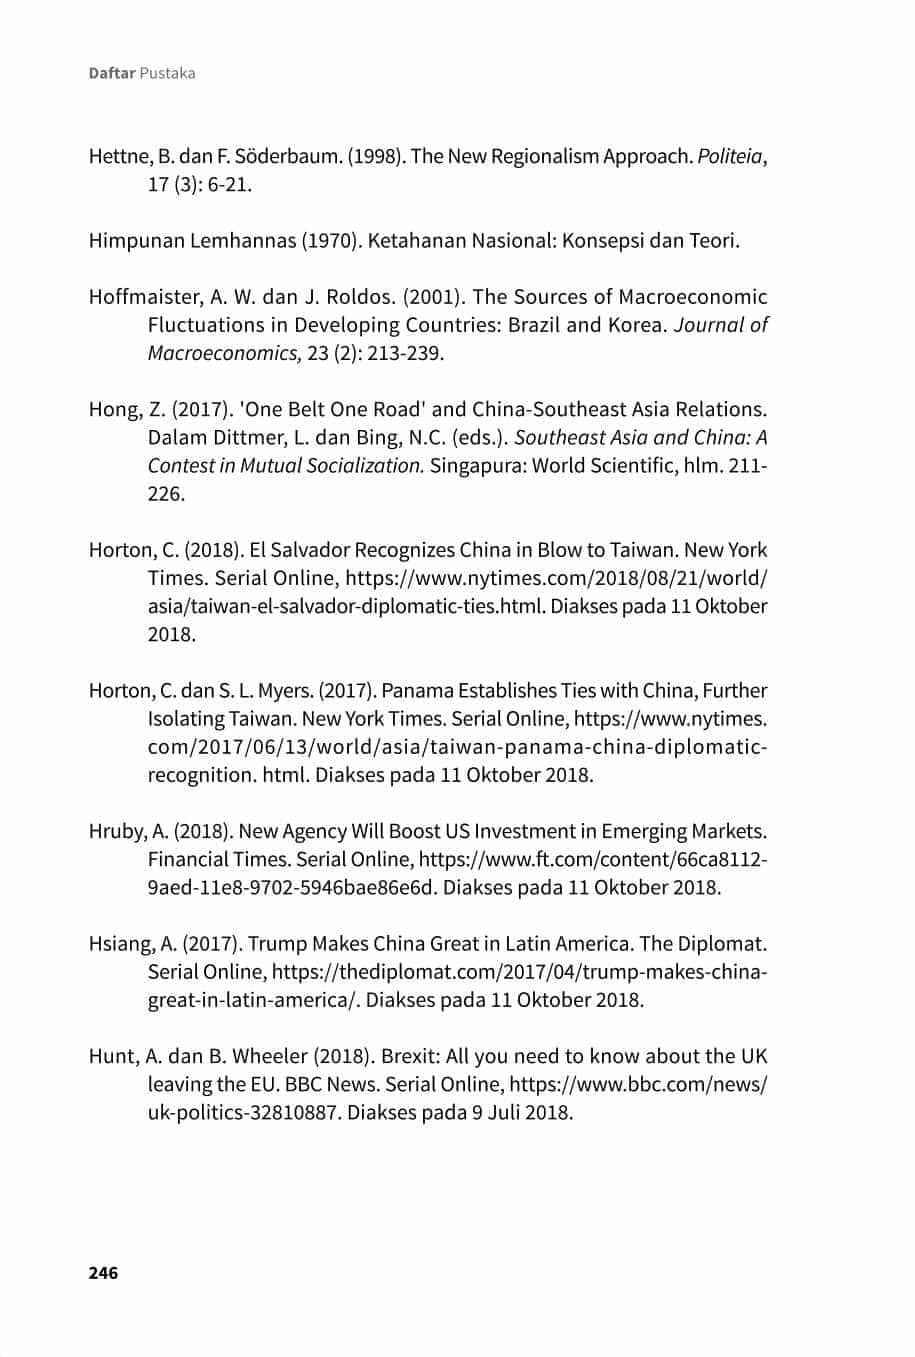 Daftar Pustaka
Hettne, B. dan F. Söderbaum. (1998). The New Regionalism Approach. Politeia,
17 (3): 6-21.
Himpunan Lemhannas (1970). Ketahanan Nasional: Konsepsi dan Teori.
Hoffmaister, A. W. dan J. Roldos. (2001). The Sources of Macroeconomic
Fluctuations in Developing Countries: Brazil and Korea. Journal of
Macroeconomics, 23 (2): 213-239.
Hong, Z. (2017). 'One Belt One Road' and China-Southeast Asia Relations.
Dalam Dittmer, L. dan Bing, N.C. (eds.). Southeast Asia and China: A
Contest in Mutual Socialization. Singapura: World Scientific, hlm. 211-
226.
Horton, C. (2018). El Salvador Recognizes China in Blow to Taiwan. New York
Times. Serial Online, https://www.nytimes.com/2018/08/21/world/
asia/taiwan-el-salvador-diplomatic-ties.html. Diakses pada 11 Oktober
2018.
Horton, C. dan S. L. Myers. (2017). Panama Establishes Ties with China, Further
Isolating Taiwan. New York Times. Serial Online, https://www.nytimes.
com/2017/06/13/world/asia/taiwan-panama-china-diplomatic-
recognition. html. Diakses pada 11 Oktober 2018.
Hruby, A. (2018). New Agency Will Boost US Investment in Emerging Markets.
Financial Times. Serial Online, https://www.ft.com/content/66ca8112-
9aed-11e8-9702-5946bae86e6d. Diakses pada 11 Oktober 2018.
Hsiang, A. (2017). Trump Makes China Great in Latin America. The Diplomat.
Serial Online, https://thediplomat.com/2017/04/trump-makes-china-
great-in-latin-america/. Diakses pada 11 Oktober 2018.
Hunt, A. dan B. Wheeler (2018). Brexit: All you need to know about the UK
leaving the EU. BBC News. Serial Online, https://www.bbc.com/news/
uk-politics-32810887. Diakses pada 9 Juli 2018.
246